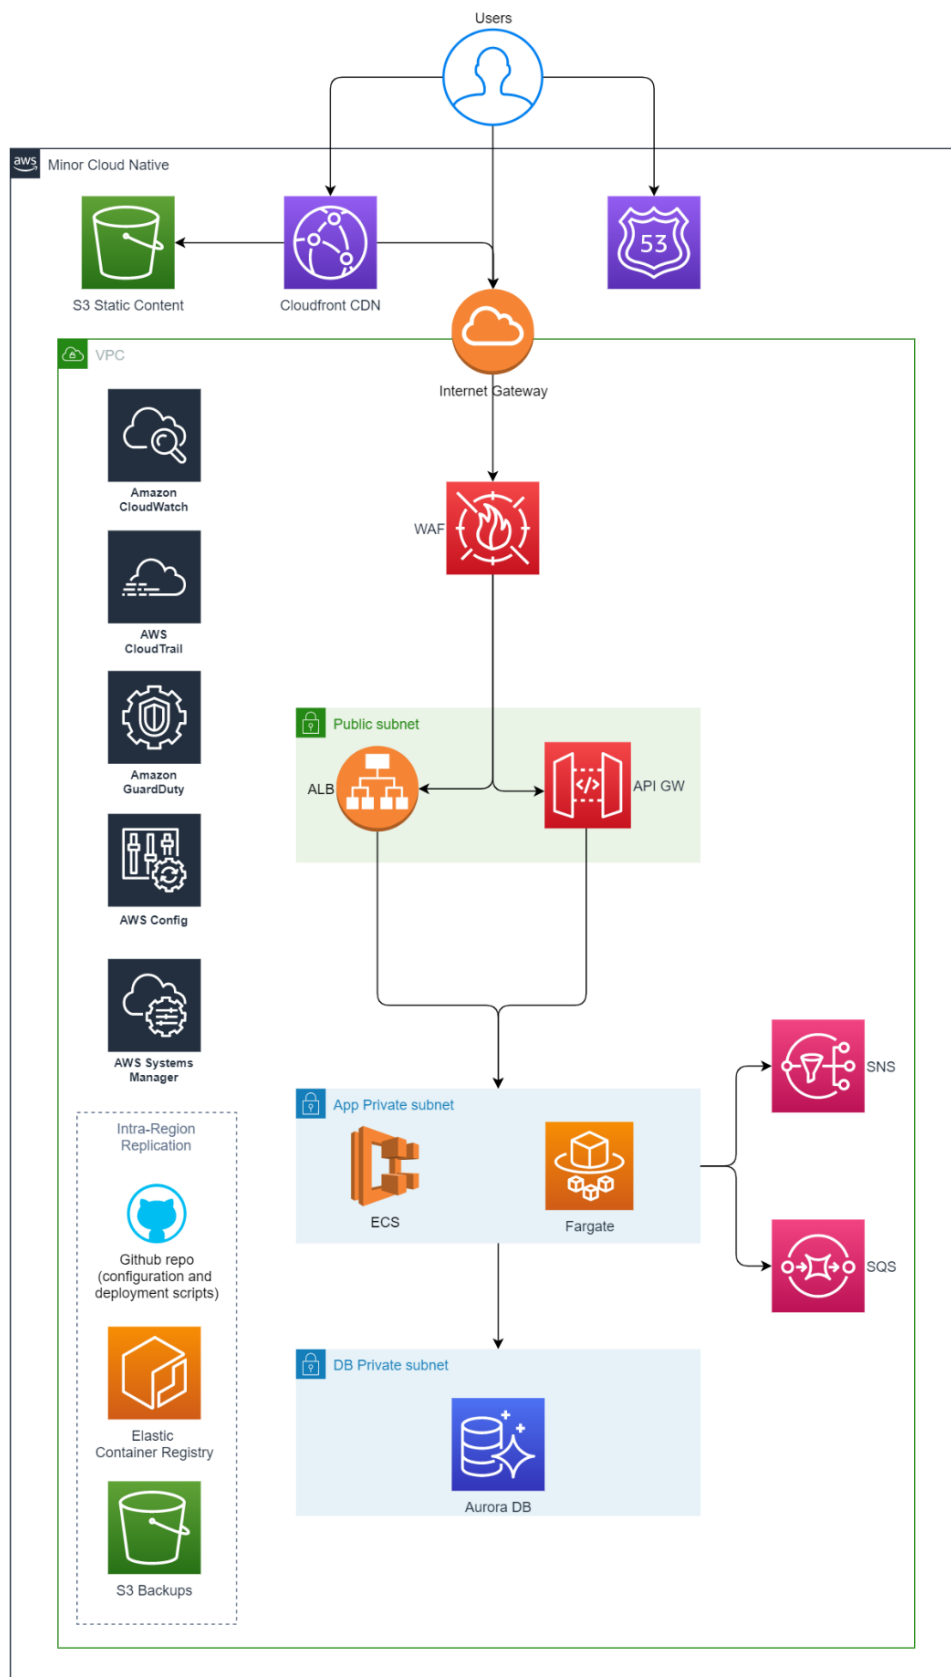 Users
aws
Minor Cloud Native
53
S3 Static Content
Cloudfront CDN
VPC
Internet Gateway
Amazon
CloudWatch
WAF
AWS
CloudTrail
Amazon
GuardDuty
Public subnet
ALB
</>
API GW
AWS Config
AWS Systems
Manager
SNS
App Private subnet
ECS
Fargate
SQS
Intra-Region
Replication
Github repo
(configuration and
deployment scripts)
DB Private subnet
Aurora DB
Elastic
Container Registry
S3 Backups